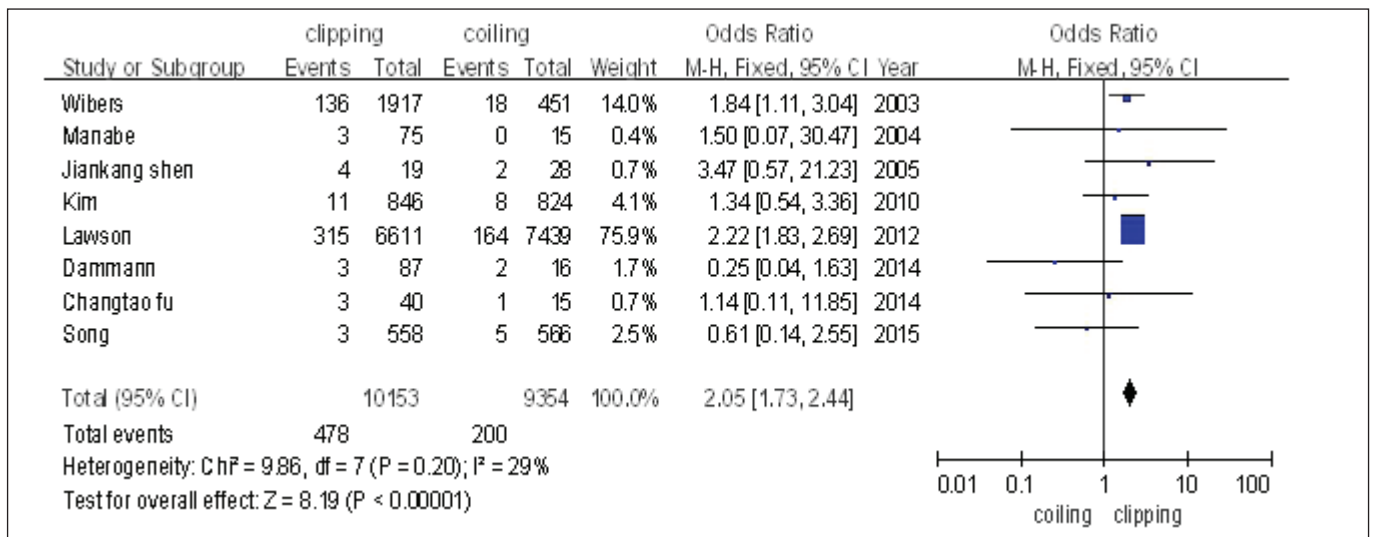 clipping coiling Odds Ratio Odds Ratio
Study or Subgroup Events Total Events Total Weight M-H, Fixed, 95% CI Year M-H, Fixed, 95% CI
Wibers 136 1917 18 451 14.0% 1.84 [1.11, 3.04] 2003
Manabe 3 75 0 15 0.4% 1.50 [0.07, 30.47] 2004
Jiankang shen 4 19 2 28 0.7% 3.47 [0.57, 21.23] 2005
Kim 11 846 8 824 4.1% 1.34 [0.54, 3.36] 2010
Lawson 315 6611 164 7439 75.9% 2.22 [1.83, 2.69] 2012
Dammann 3 87 2 16 1.7% 0.25 [0.04, 1.63] 2014
Changtao fu 3 40 1 15 0.7% 1.14 [0.11, 11.85] 2014
Song 3 558 5 566 2.5% 0.61 [0.14, 2.55] 2015
Total (95% CI) 10153 9354 100.0% 2.05 [1.73, 2.44]
Total events 478 200
Heterogeneity: Chi² = 9.86, df = 7 (P = 0.20); I² = 29%
Test for overall effect: Z = 8.19 (P < 0.00001)
0.01 0.1 1 10 100
coiling clipping